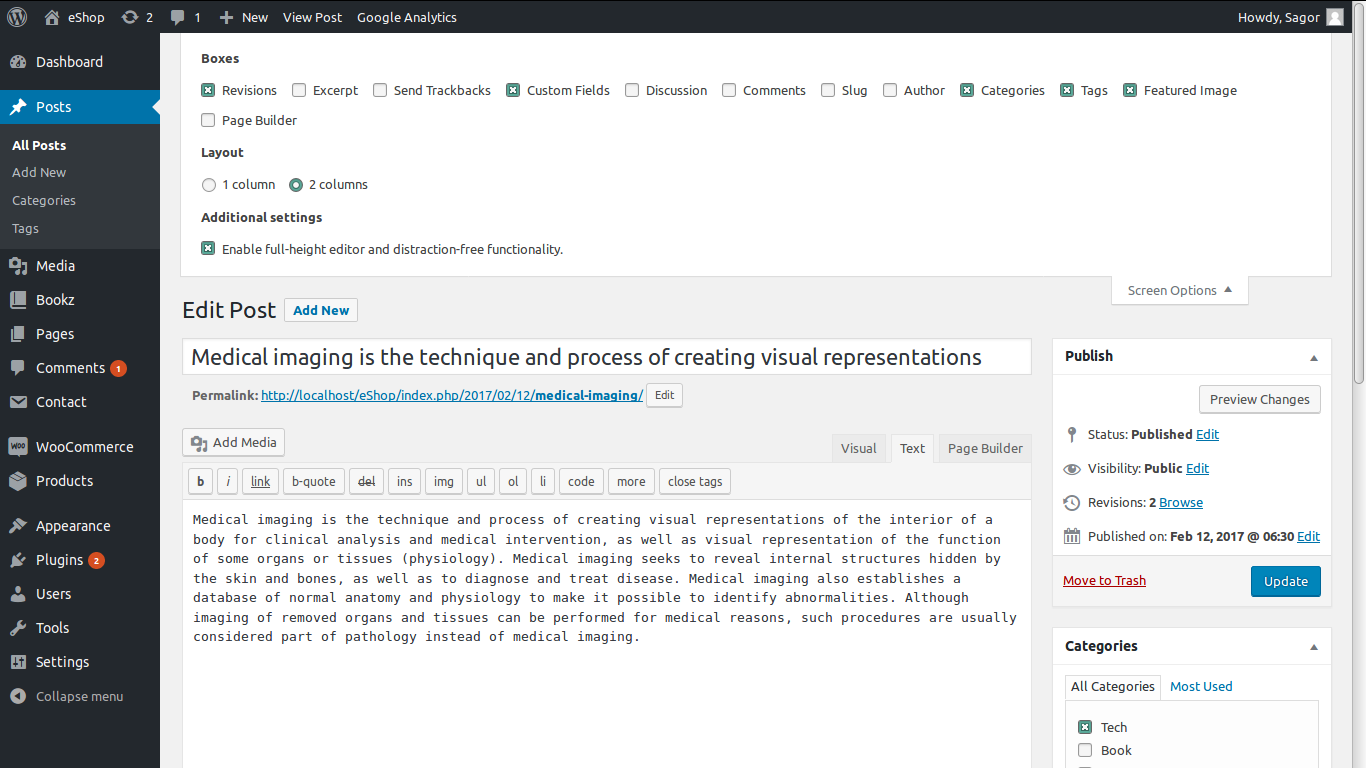 eShop 2 1 New View Post Google Analytics Howdy, Sagor
Dashboard
Posts
All Posts
Add New
Categories
Tags
Media
Bookz
Pages
Comments 1
Contact
WOO WooCommerce
Products
Appearance
Plugins 2
Users
Tools
Settings
Collapse menu
Boxes
Revisions Excerpt Send Trackbacks Custom Fields Discussion Comments Slug Author Categories Tags Featured Image
Page Builder
Layout
1 column 2 columns
Additional settings
Enable full-height editor and distraction-free functionality.
Screen Options
Edit Post Add New
Medical imaging is the technique and process of creating visual representations
Permalink: http://localhost/eShop/index.php/2017/02/12/medical-imaging/ Edit
Add Media
Visual Text Page Builder
b i link b-quote del ins img ul ol li code more close tags
Medical imaging is the technique and process of creating visual representations of the interior of a
body for clinical analysis and medical intervention, as well as visual representation of the function
of some organs or tissues (physiology). Medical imaging seeks to reveal internal structures hidden by
the skin and bones, as well as to diagnose and treat disease. Medical imaging also establishes a
database of normal anatomy and physiology to make it possible to identify abnormalities. Although
imaging of removed organs and tissues can be performed for medical reasons, such procedures are usually
considered part of pathology instead of medical imaging.
Publish
Preview Changes
Status: Published Edit
Visibility: Public Edit
Revisions: 2 Browse
Published on: Feb 12, 2017 @ 06:30 Edit
Move to Trash Update
Categories
All Categories Most Used
Tech
Book